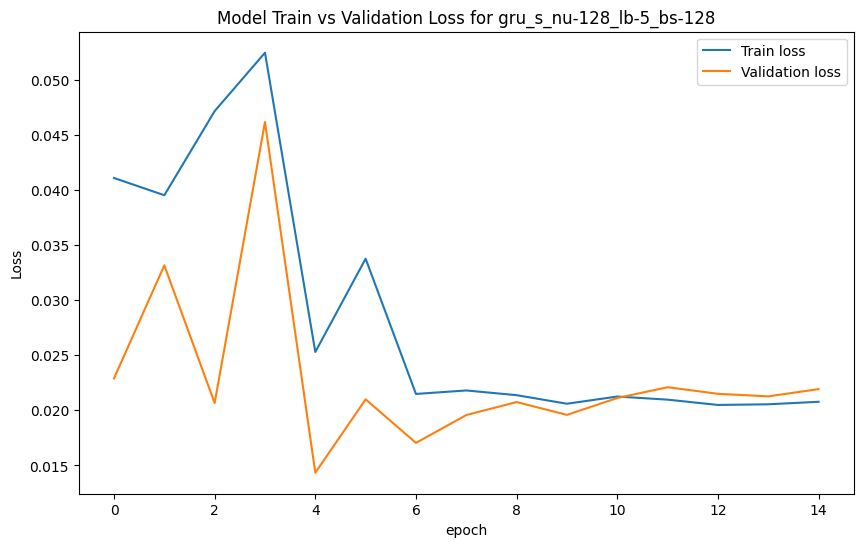 Model Train vs Validation Loss for gru_s_nu-128_lb-5_bs-128
Train loss
Validation loss
0.050
0.045
0.040
0.035
0.030
0.025
0.020
0.015
Loss
0 2 4 6 8 10 12 14
epoch